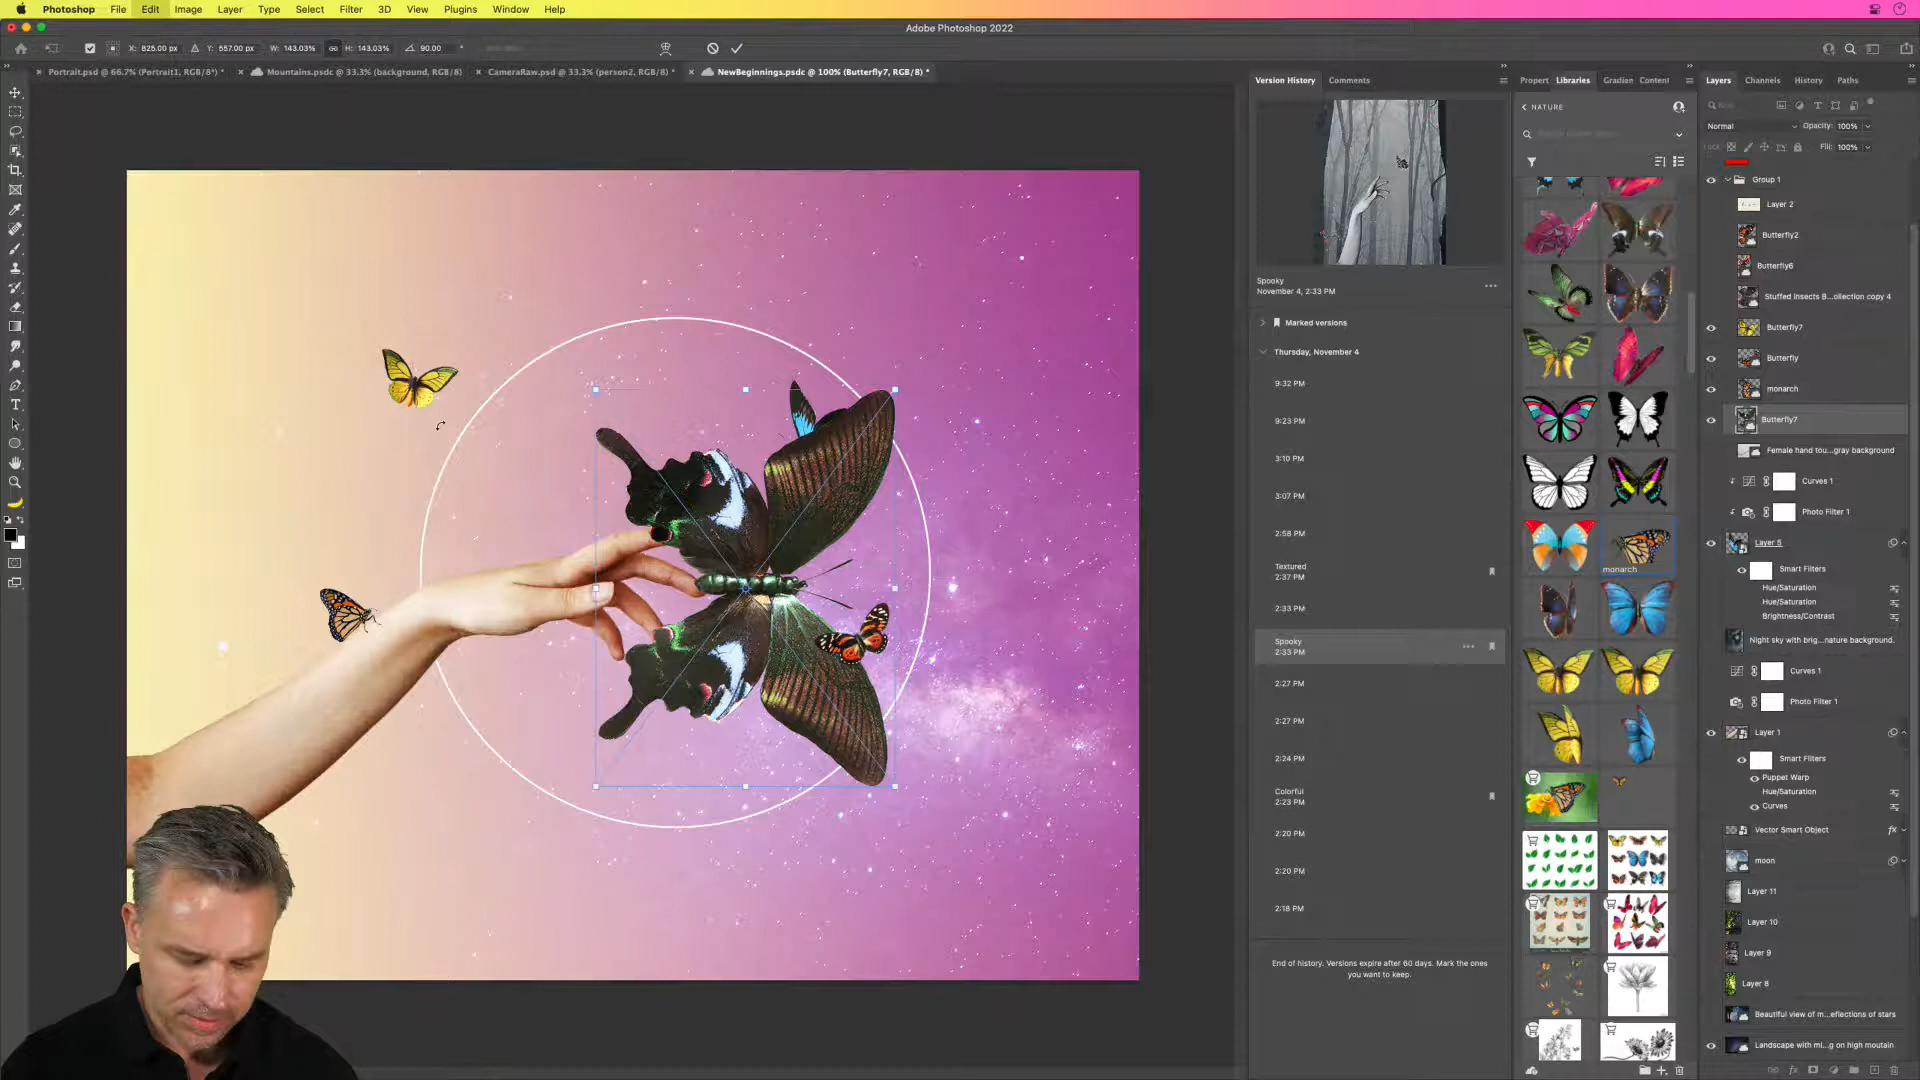 Photoshop File Edit Image Layer Type Select Filter 3D View Plugins Window Help
Adobe Photoshop 2022
X: 825.00 px Y: 557.00 px W: 143.03% H: 143.03% 90.00 °
Portrait.psd @ 66.7% (Portrait1, RGB/8*) * Mountains.psdc @ 33.3% (background, RGB/8) CameraRaw.psd @ 33.3% (person2, RGB/8) * NewBeginnings.psdc @ 100% (Butterfly7, RGB/8) *
Version History Comments
Spooky
November 4, 2:33 PM
Marked versions
Thursday, November 4
9:32 PM
9:23 PM
3:10 PM
3:07 PM
2:58 PM
Textured
2:37 PM
2:33 PM
Spooky
2:33 PM
2:27 PM
2:27 PM
2:24 PM
Colorful
2:23 PM
2:20 PM
2:20 PM
2:18 PM
End of history. Versions expire after 60 days. Mark the ones
you want to keep.
Propert Libraries Gradien Content
NATURE
monarch
Layers Channels History Paths
Normal Opacity: 100%
Lock: Fill: 100%
Group 1
Layer 2
Butterfly2
Butterfly6
Stuffed Insects B...ollection copy 4
Butterfly7
Butterfly
monarch
Butterfly7
Female hand tou...gray background
Curves 1
Photo Filter 1
Layer 5
Smart Filters
Hue/Saturation
Hue/Saturation
Brightness/Contrast
Night sky with brig...nature background.
Curves 1
Photo Filter 1
Layer 1
Smart Filters
Puppet Warp
Hue/Saturation
Curves
Vector Smart Object fx
moon
Layer 11
Layer 10
Layer 9
Layer 8
Beautiful view of m...eflections of stars
Landscape with mi...g on high moutain